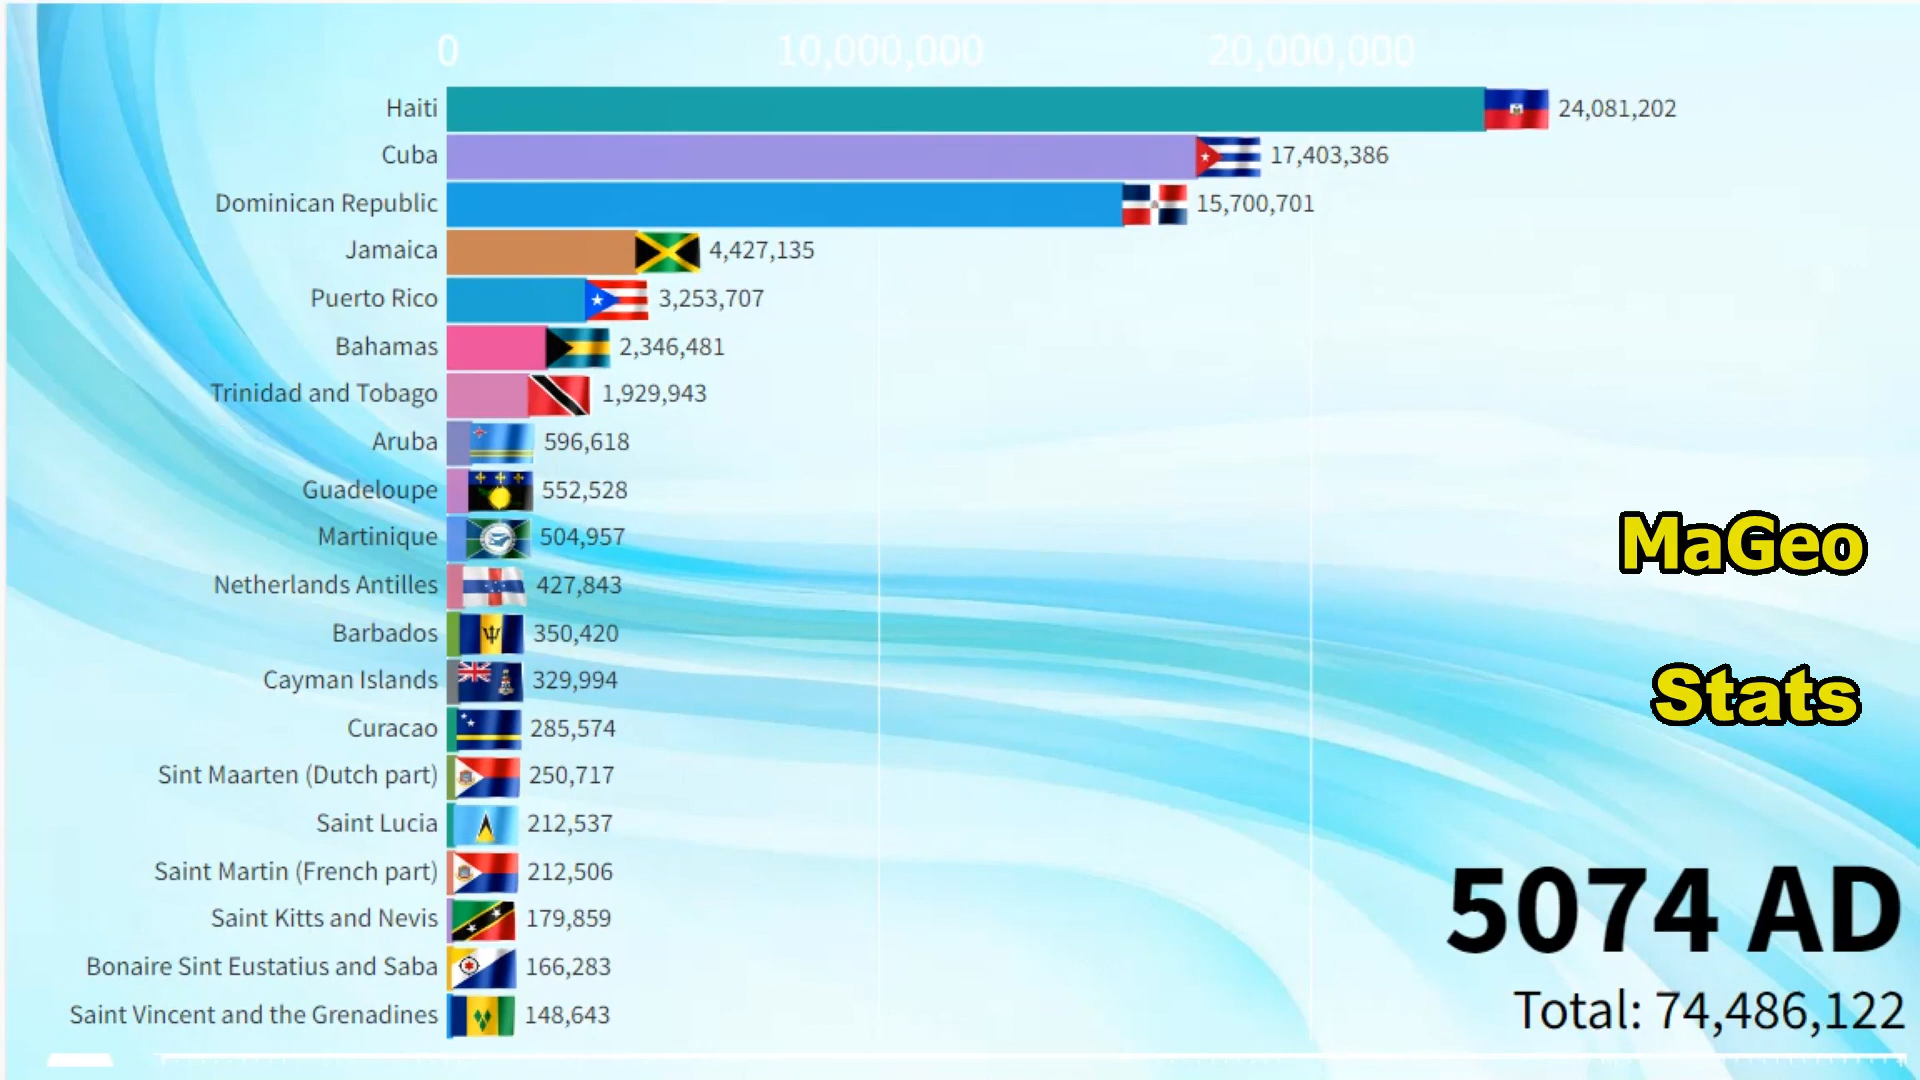 0 10,000,000 20,000,000
Haiti 24,081,202
Cuba 17,403,386
Dominican Republic 15,700,701
Jamaica 4,427,135
Puerto Rico 3,253,707
Bahamas 2,346,481
Trinidad and Tobago 1,929,943
Aruba 596,618
Guadeloupe 552,528
Martinique 504,957
MaGeo
Netherlands Antilles 427,843
Barbados 350,420
Cayman Islands 329,994
Stats
Curacao 285,574
Sint Maarten (Dutch part) 250,717
Saint Lucia 212,537
Saint Martin (French part) 212,506
Saint Kitts and Nevis 179,859
5074 AD
Bonaire Sint Eustatius and Saba 166,283
Saint Vincent and the Grenadines 148,643
Total: 74,486,122